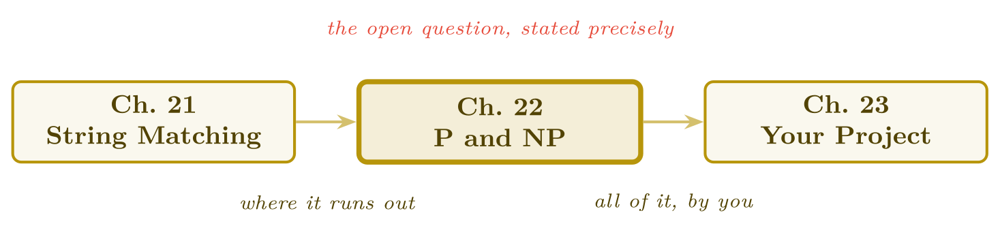 the open question, stated precisely
Ch. 21
String Matching
Ch. 22
P and NP
Ch. 23
Your Project
where it runs out
all of it, by you